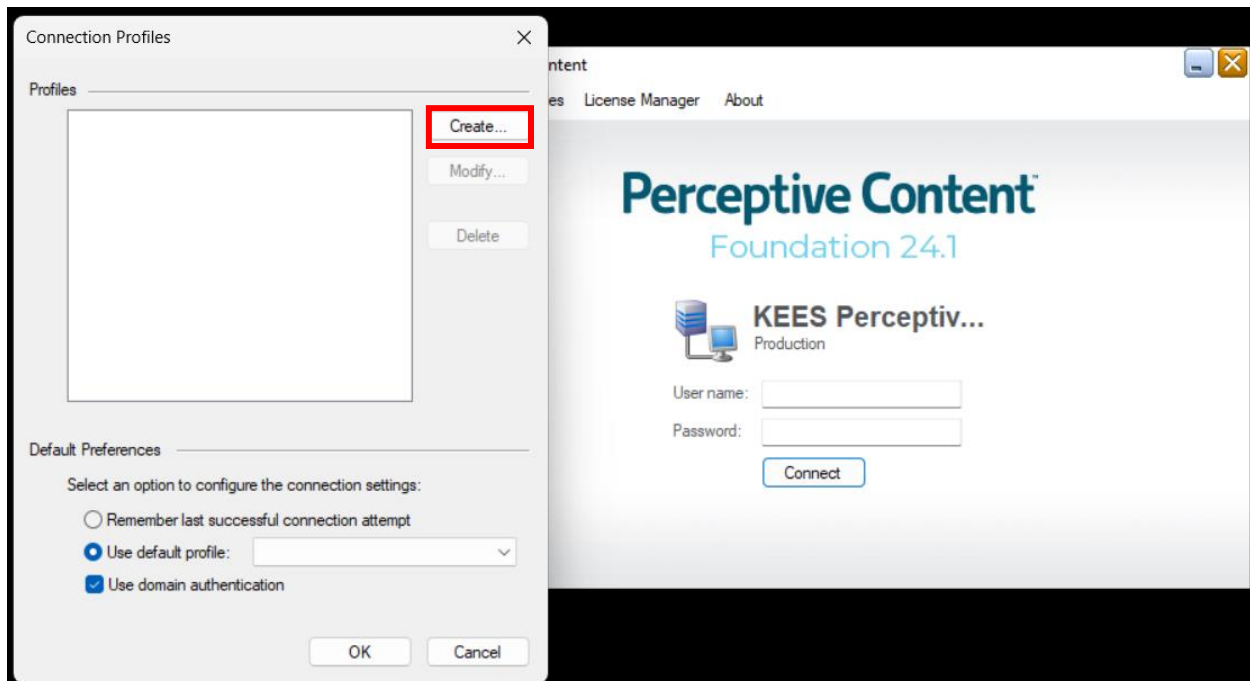 Connection Profiles
Profiles
Create...
Modify...
Delete
Default Preferences
Select an option to configure the connection settings:
Remember last successful connection attempt
Use default profile:
Use domain authentication
OK
Cancel
ntent
es License Manager About
Perceptive Content™
Foundation 24.1
KEES Perceptiv...
Production
User name:
Password:
Connect